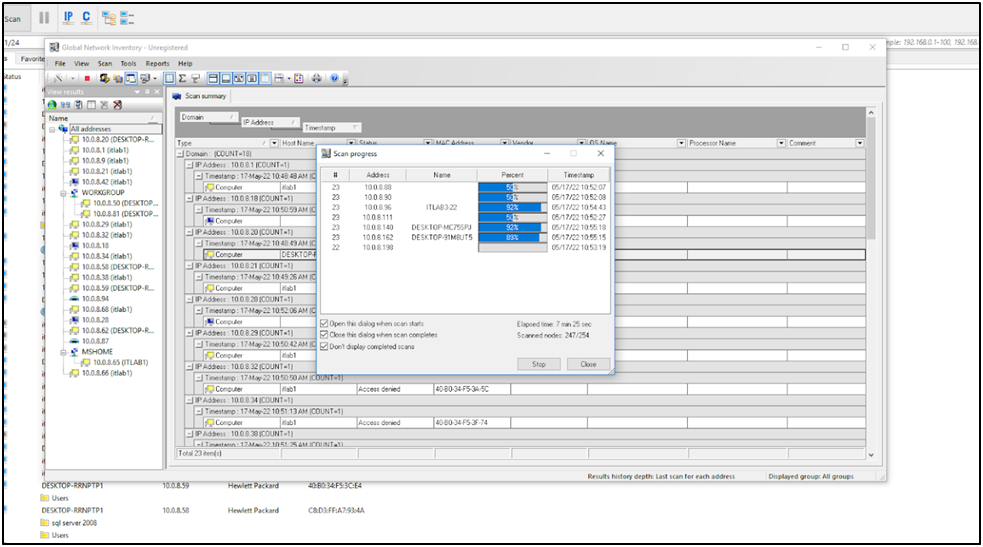 Scan
IP C
1/24
ple: 192.168.0.1-100, 192.168.
s Favorite
Status
Global Network Inventory - Unregistered
File View Scan Tools Reports Help
View results
Name
All addresses
10.0.8.20 (DESKTOP-R...
10.0.8.1 (itlab1)
10.0.8.29 (itlab1)
10.0.8.21 (itlab1)
10.0.8.42 (itlab1)
WORKGROUP
10.0.8.50 (DESKTOP...
10.0.8.81 (DESKTOP...
10.0.8.29 (itlab1)
10.0.8.32 (itlab1)
10.0.8.18
10.0.8.34 (itlab1)
10.0.8.58 (DESKTOP-R...
10.0.8.38 (itlab1)
10.0.8.59 (DESKTOP-R...
10.0.8.94
10.0.8.68 (itlab1)
10.0.8.28
10.0.8.62 (DESKTOP-R...
10.0.8.87
MSHOME
10.0.8.65 (ITLAB1)
10.0.8.66 (itlab1)
Scan summary
Domain
IP Address
Timestamp
Type Host Name Status MAC Address Vendor OS Name Processor Name Comment
Domain : (COUNT=18)
IP Address : 10.0.8.1 (COUNT=1)
Timestamp : 17-May-22 10:48:48 AM (COUNT=1)
Computer itlab1
IP Address : 10.0.8.18 (COUNT=1)
Timestamp : 17-May-22 10:50:59 AM (COUNT=1)
Computer
IP Address : 10.0.8.20 (COUNT=1)
Timestamp : 17-May-22 10:48:49 AM (COUNT=1)
Computer DESKTOP-F
IP Address : 10.0.8.21 (COUNT=1)
Timestamp : 17-May-22 10:49:26 AM (COUNT=1)
Computer itlab1
IP Address : 10.0.8.28 (COUNT=1)
Timestamp : 17-May-22 10:52:06 AM (COUNT=1)
Computer
IP Address : 10.0.8.29 (COUNT=1)
Timestamp : 17-May-22 10:50:42 AM (COUNT=1)
Computer itlab1
IP Address : 10.0.8.32 (COUNT=1)
Timestamp : 17-May-22 10:50:50 AM (COUNT=1)
Computer itlab1 Access denied 40-B0-34-F5-3A-5C
IP Address : 10.0.8.34 (COUNT=1)
Timestamp : 17-May-22 10:51:13 AM (COUNT=1)
Computer itlab1 Access denied 40-B0-34-F5-3F-74
IP Address : 10.0.8.38 (COUNT=1)
Timestamp : 17-May-22 10:51:25 AM (COUNT=1)
Total 23 item(s)
Results history depth: Last scan for each address Displayed group: All groups
Scan progress
# Address Name Percent Timestamp
23 10.0.8.88 05/17/22 10:52:07
23 10.0.8.90 05/17/22 10:52:08
23 10.0.8.96 ITLAB3-22 92% 05/17/22 10:54:43
23 10.0.8.111 05/17/22 10:52:27
23 10.0.8.140 DESKTOP-MC755PJ 92% 05/17/22 10:55:18
23 10.0.8.162 DESKTOP-91M8UT5 89% 05/17/22 10:55:15
22 10.0.8.198 05/17/22 10:53:19
Open this dialog when scan starts
Close this dialog when scan completes
Don't display completed scans
Elapsed time: 7 min 25 sec
Scanned nodes: 247/254
Stop Close
DESKTOP-RRNPTP1 10.0.8.59 Hewlett Packard 40:B0:34:F5:3C:E4
Users
DESKTOP-RRNPTP1 10.0.8.58 Hewlett Packard C8:D3:FF:A7:93:4A
sql server 2008
Users